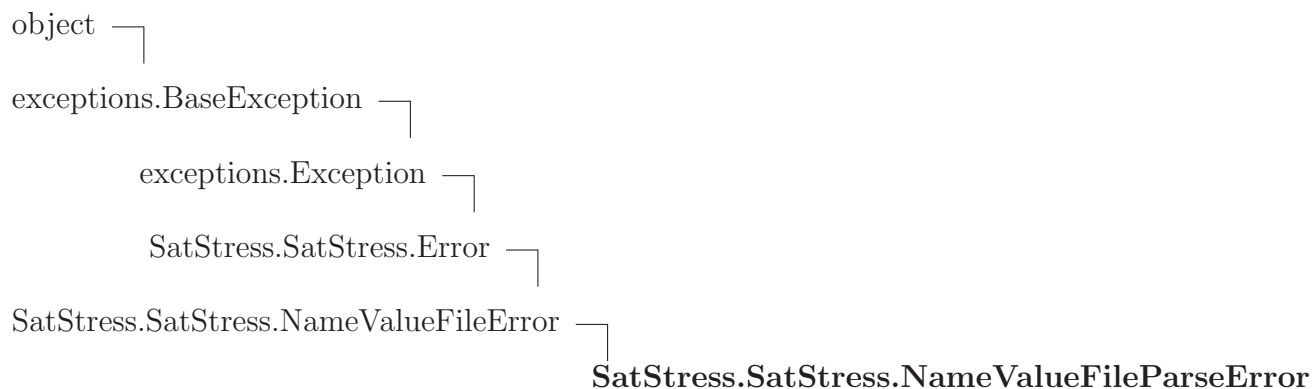 object
exceptions.BaseException
exceptions.Exception
SatStress.SatStress.Error
SatStress.SatStress.NameValueFileError
SatStress.SatStress.NameValueFileParseError